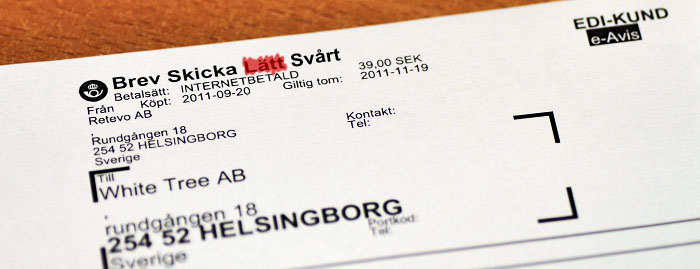 EDI-KUND
e-Avis
Brev Skicka Lätt Svårt
Betalsätt: INTERNETBETALD 39,00 SEK
Från Köpt: 2011-09-20 Giltig tom: 2011-11-19
Retevo AB
,
Rundgången 18 Kontakt:
254 52 HELSINGBORG Tel:
Sverige
Till
White Tree AB
,
rundgången 18
254 52 HELSINGBORG Portkod:
Sverige Tel: